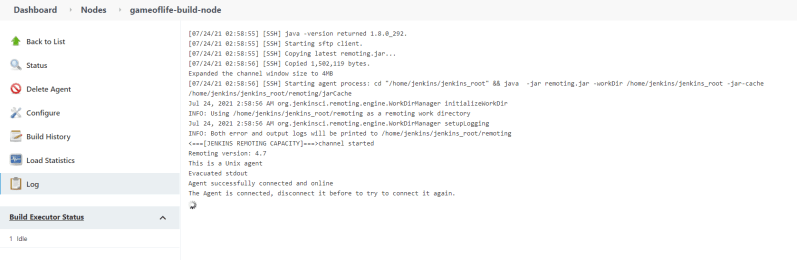 Dashboard › Nodes › gameoflife-build-node
Back to List
Status
Delete Agent
Configure
Build History
Load Statistics
Log
Build Executor Status
1 Idle
[07/24/21 02:58:55] [SSH] java -version returned 1.8.0_292.
[07/24/21 02:58:55] [SSH] Starting sftp client.
[07/24/21 02:58:55] [SSH] Copying latest remoting.jar...
[07/24/21 02:58:56] [SSH] Copied 1,502,119 bytes.
Expanded the channel window size to 4MB
[07/24/21 02:58:56] [SSH] Starting agent process: cd "/home/jenkins/jenkins_root" && java  -jar remoting.jar -workDir /home/jenkins/jenkins_root -jar-cache
/home/jenkins/jenkins_root/remoting/jarCache
Jul 24, 2021 2:58:56 AM org.jenkinsci.remoting.engine.WorkDirManager initializeWorkDir
INFO: Using /home/jenkins/jenkins_root/remoting as a remoting work directory
Jul 24, 2021 2:58:56 AM org.jenkinsci.remoting.engine.WorkDirManager setupLogging
INFO: Both error and output logs will be printed to /home/jenkins/jenkins_root/remoting
<===[JENKINS REMOTING CAPACITY]===>channel started
Remoting version: 4.7
This is a Unix agent
Evacuated stdout
Agent successfully connected and online
The Agent is connected, disconnect it before to try to connect it again.